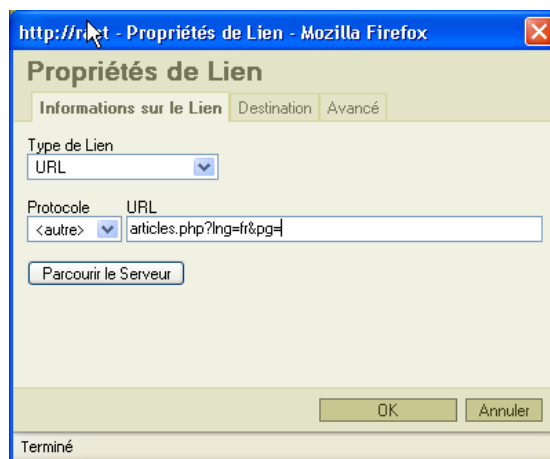 http://r t - Propriétés de Lien - Mozilla Firefox
Propriétés de Lien
Informations sur le Lien Destination Avancé
Type de Lien
URL
Protocole URL
<autre> articles.php?lng=fr&pg=
Parcourir le Serveur
OK Annuler
Terminé